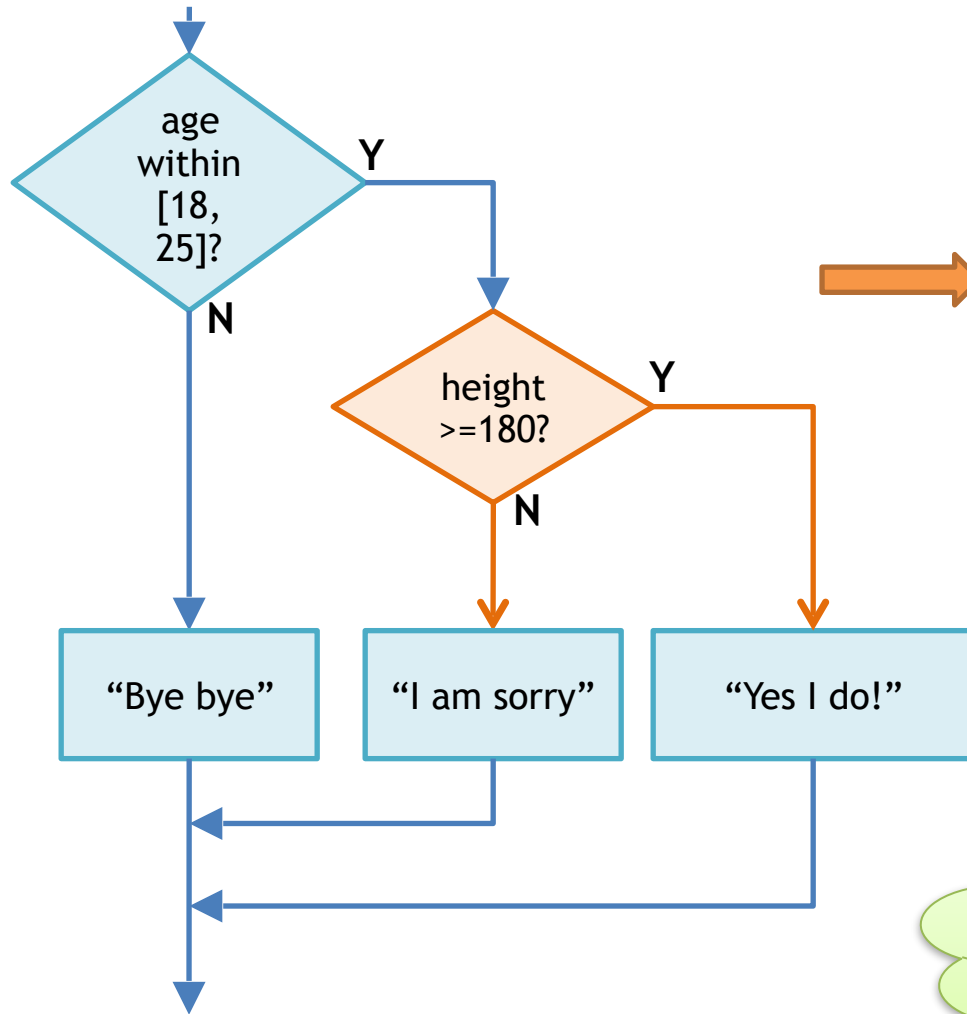 age
within
[18,
25]?
Y
N
height
>=180?
Y
N
“Bye bye”
“I am sorry”
“Yes I do!”